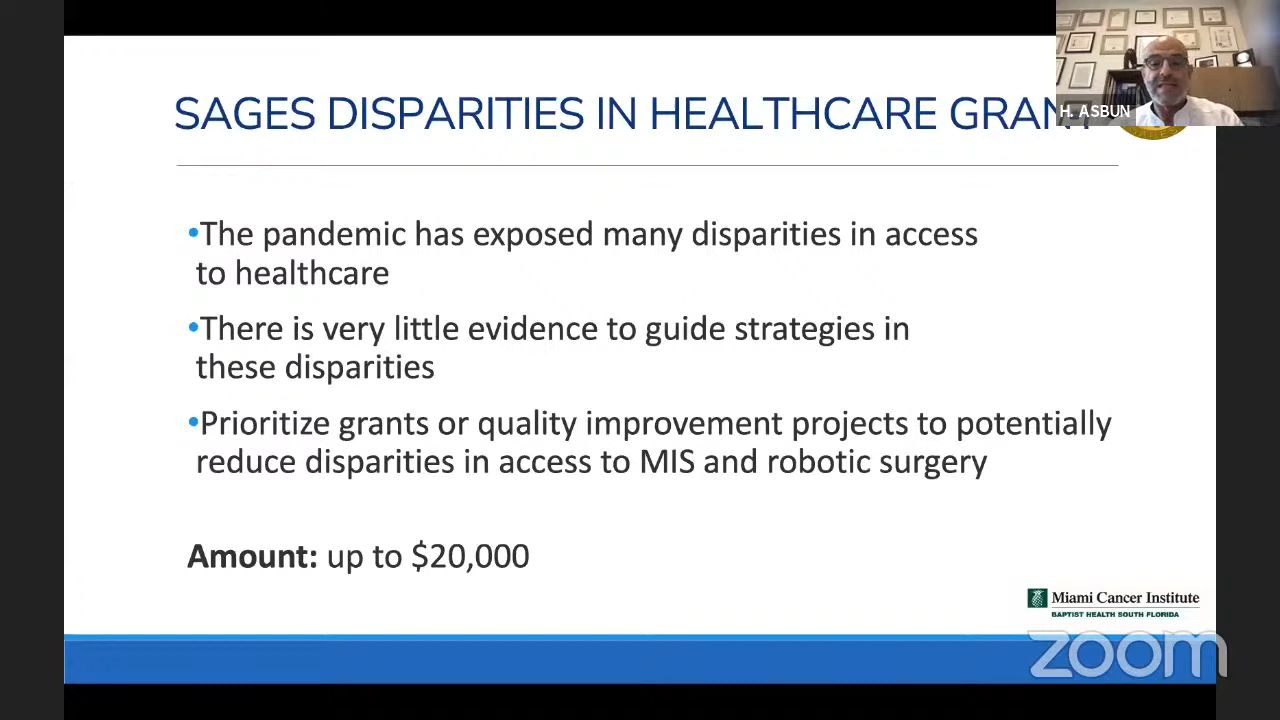 SAGES DISPARITIES IN HEALTHCARE GRANT
H. ASBUN
•The pandemic has exposed many disparities in access
to healthcare
•There is very little evidence to guide strategies in
these disparities
•Prioritize grants or quality improvement projects to potentially
reduce disparities in access to MIS and robotic surgery
Amount: up to $20,000
Miami Cancer Institute
BAPTIST HEALTH SOUTH FLORIDA
zoom